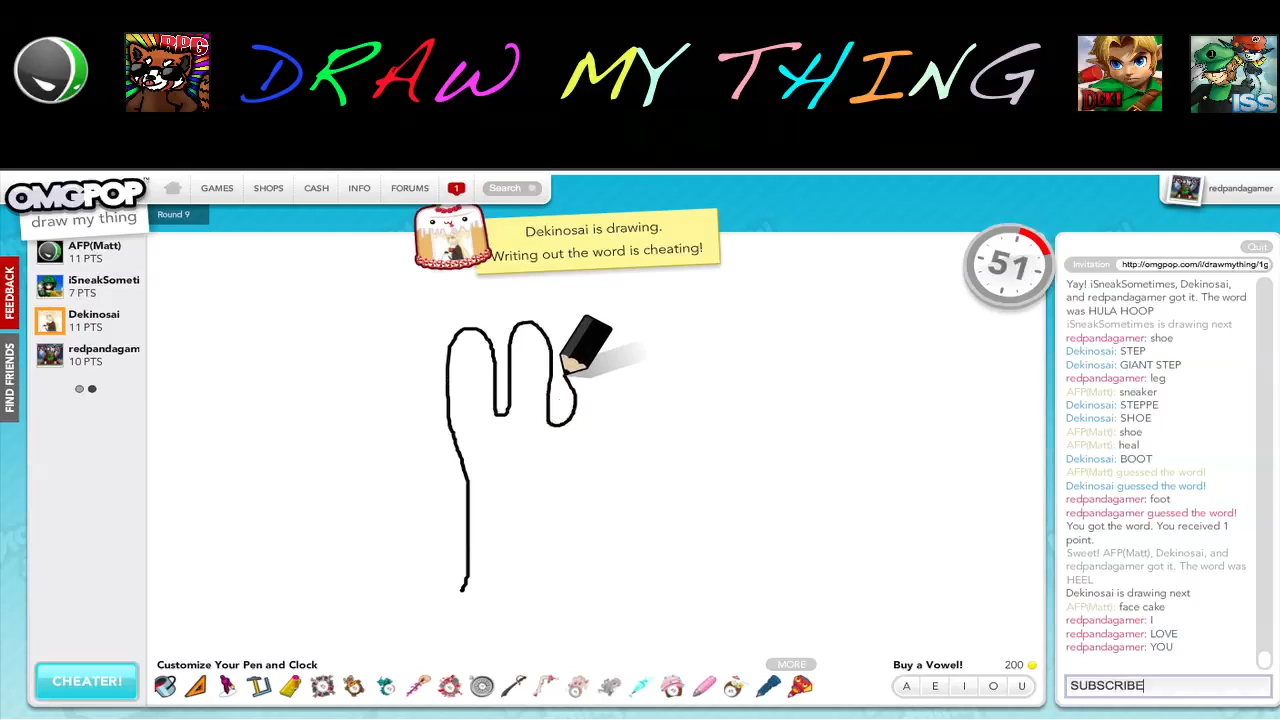 RPG
DRAW MY THING
DEKI
ISS
OMGPOP™
draw my thing
GAMES
SHOPS
CASH
INFO
FORUMS
1
Search
redpandagamer
Round 9
FEEDBACK
FIND FRIENDS
AFP(Matt)
11 PTS
iSneakSometi
7 PTS
Dekinosai
11 PTS
redpandagam
10 PTS
CHEATER!
Dekinosai is drawing.
Writing out the word is cheating!
51
Quit
Invitation http://omgpop.com/i/drawmything/1g
Yay! iSneakSometimes, Dekinosai,
and redpandagamer got it. The word
was HULA HOOP
iSneakSometimes is drawing next
redpandagamer: shoe
Dekinosai: STEP
Dekinosai: GIANT STEP
redpandagamer: leg
AFP(Matt): sneaker
Dekinosai: STEPPE
Dekinosai: SHOE
AFP(Matt): shoe
AFP(Matt): heal
Dekinosai: BOOT
AFP(Matt) guessed the word!
Dekinosai guessed the word!
redpandagamer: foot
redpandagamer guessed the word!
You got the word. You received 1
point.
Sweet! AFP(Matt), Dekinosai, and
redpandagamer got it. The word was
HEEL
Dekinosai is drawing next
AFP(Matt): face cake
redpandagamer: I
redpandagamer: LOVE
redpandagamer: YOU
SUBSCRIBE
Customize Your Pen and Clock
MORE
Buy a Vowel!
200
A E I O U